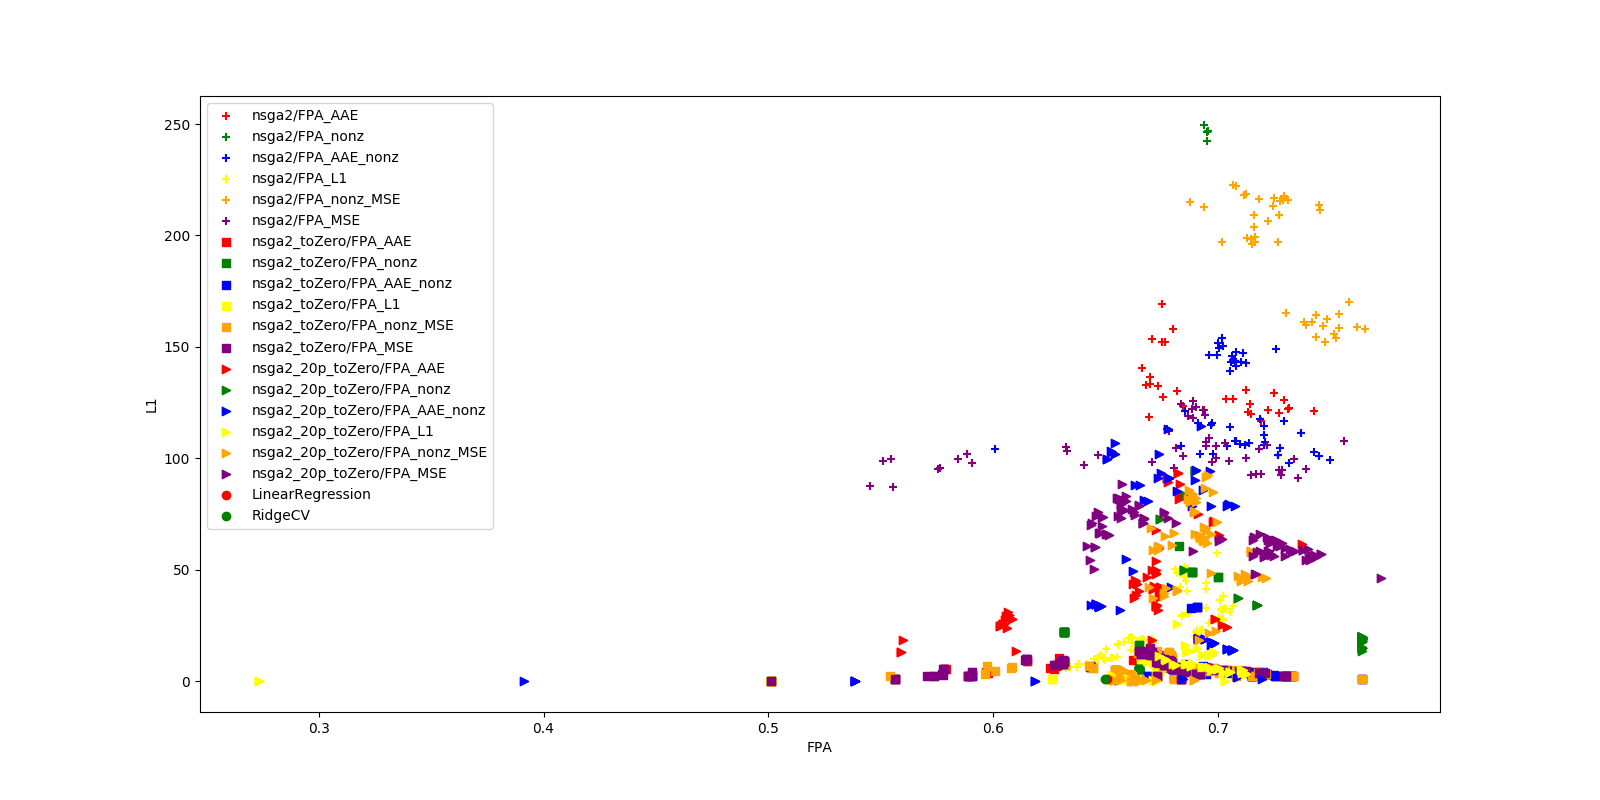 250
200
150
100
50
0
L1
nsga2/FPA_AAE
nsga2/FPA_nonz
nsga2/FPA_AAE_nonz
nsga2/FPA_L1
nsga2/FPA_nonz_MSE
nsga2/FPA_MSE
nsga2_toZero/FPA_AAE
nsga2_toZero/FPA_nonz
nsga2_toZero/FPA_AAE_nonz
nsga2_toZero/FPA_L1
nsga2_toZero/FPA_nonz_MSE
nsga2_toZero/FPA_MSE
nsga2_20p_toZero/FPA_AAE
nsga2_20p_toZero/FPA_nonz
nsga2_20p_toZero/FPA_AAE_nonz
nsga2_20p_toZero/FPA_L1
nsga2_20p_toZero/FPA_nonz_MSE
nsga2_20p_toZero/FPA_MSE
LinearRegression
RidgeCV
0.3 0.4 0.5 0.6 0.7
FPA